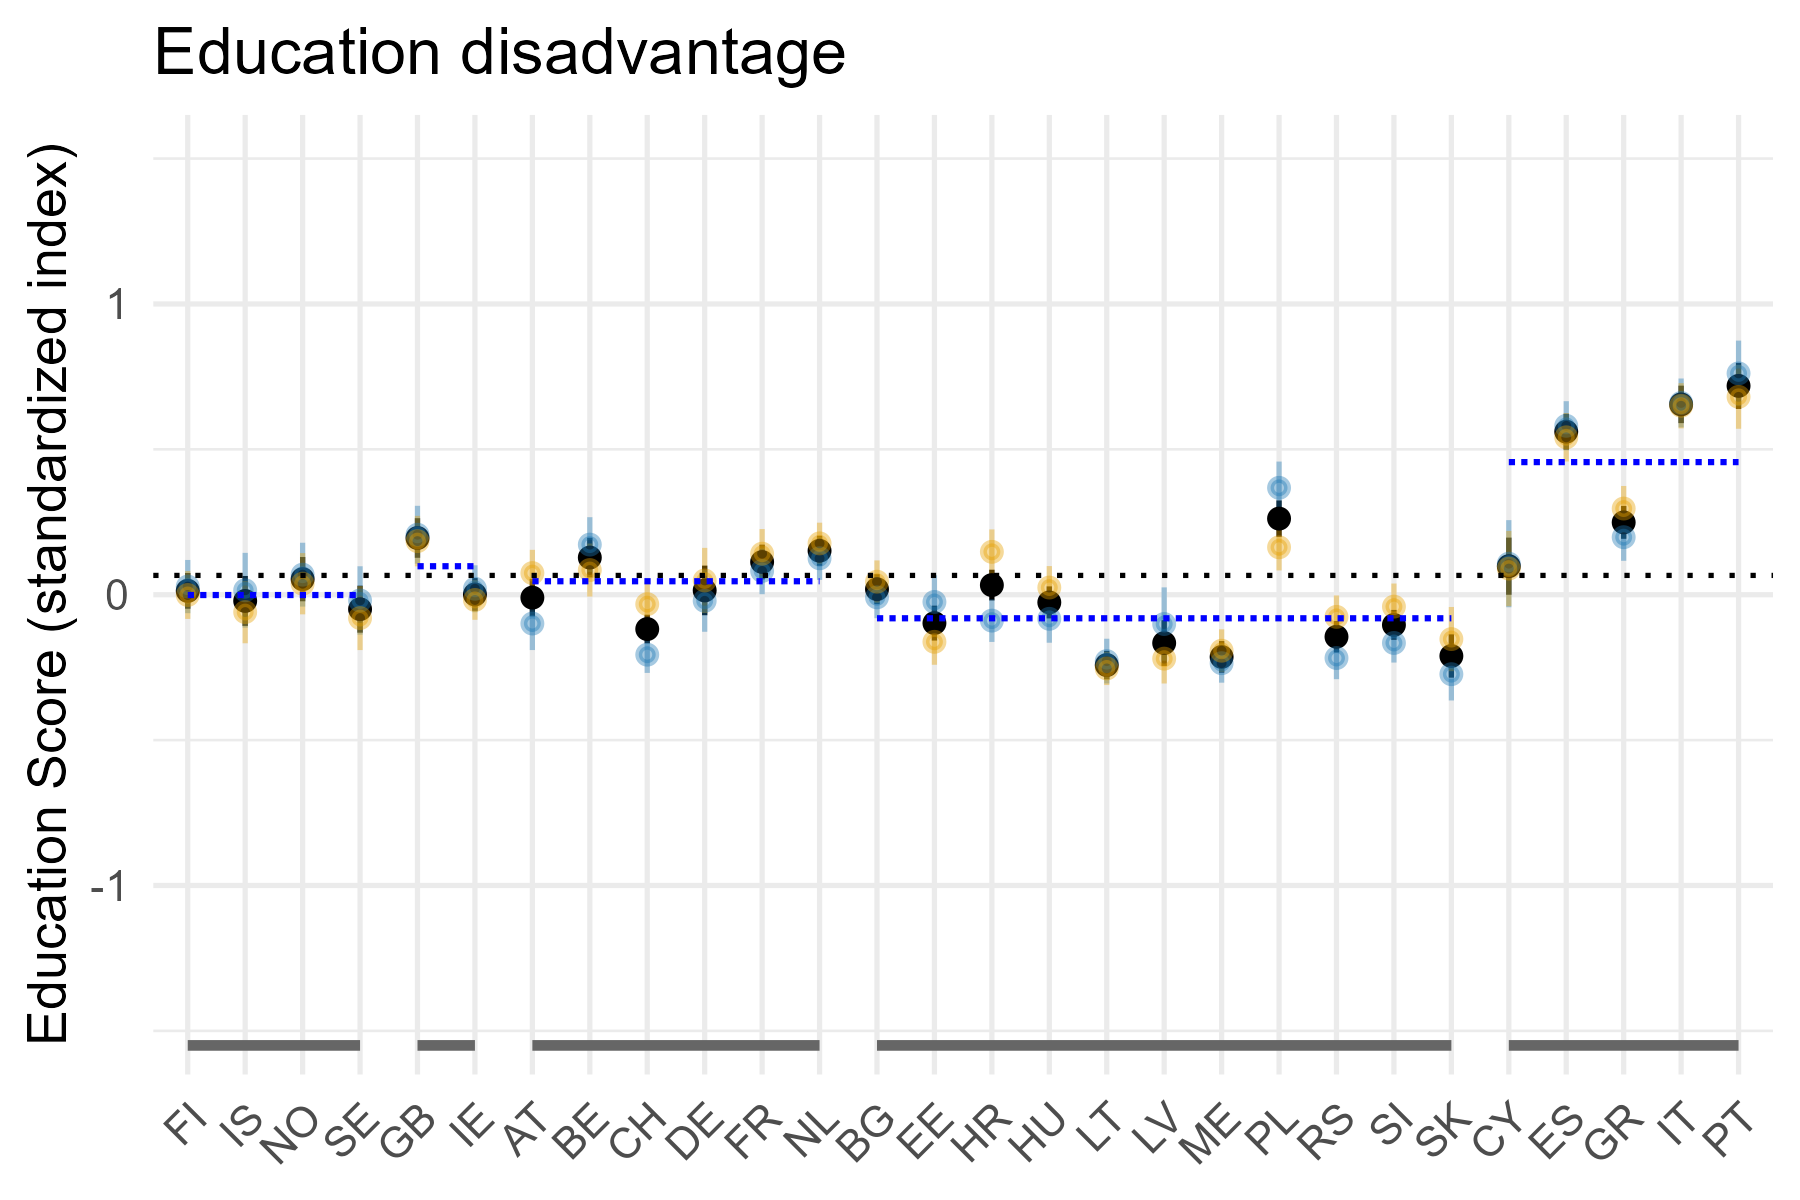 Education disadvantage
Education Score (standardized index)
1
0
-1
FI IS NO SE GB IE AT BE CH DE FR NL BG EE HR HU LT LV ME PL RS SI SK CY ES GR IT PT